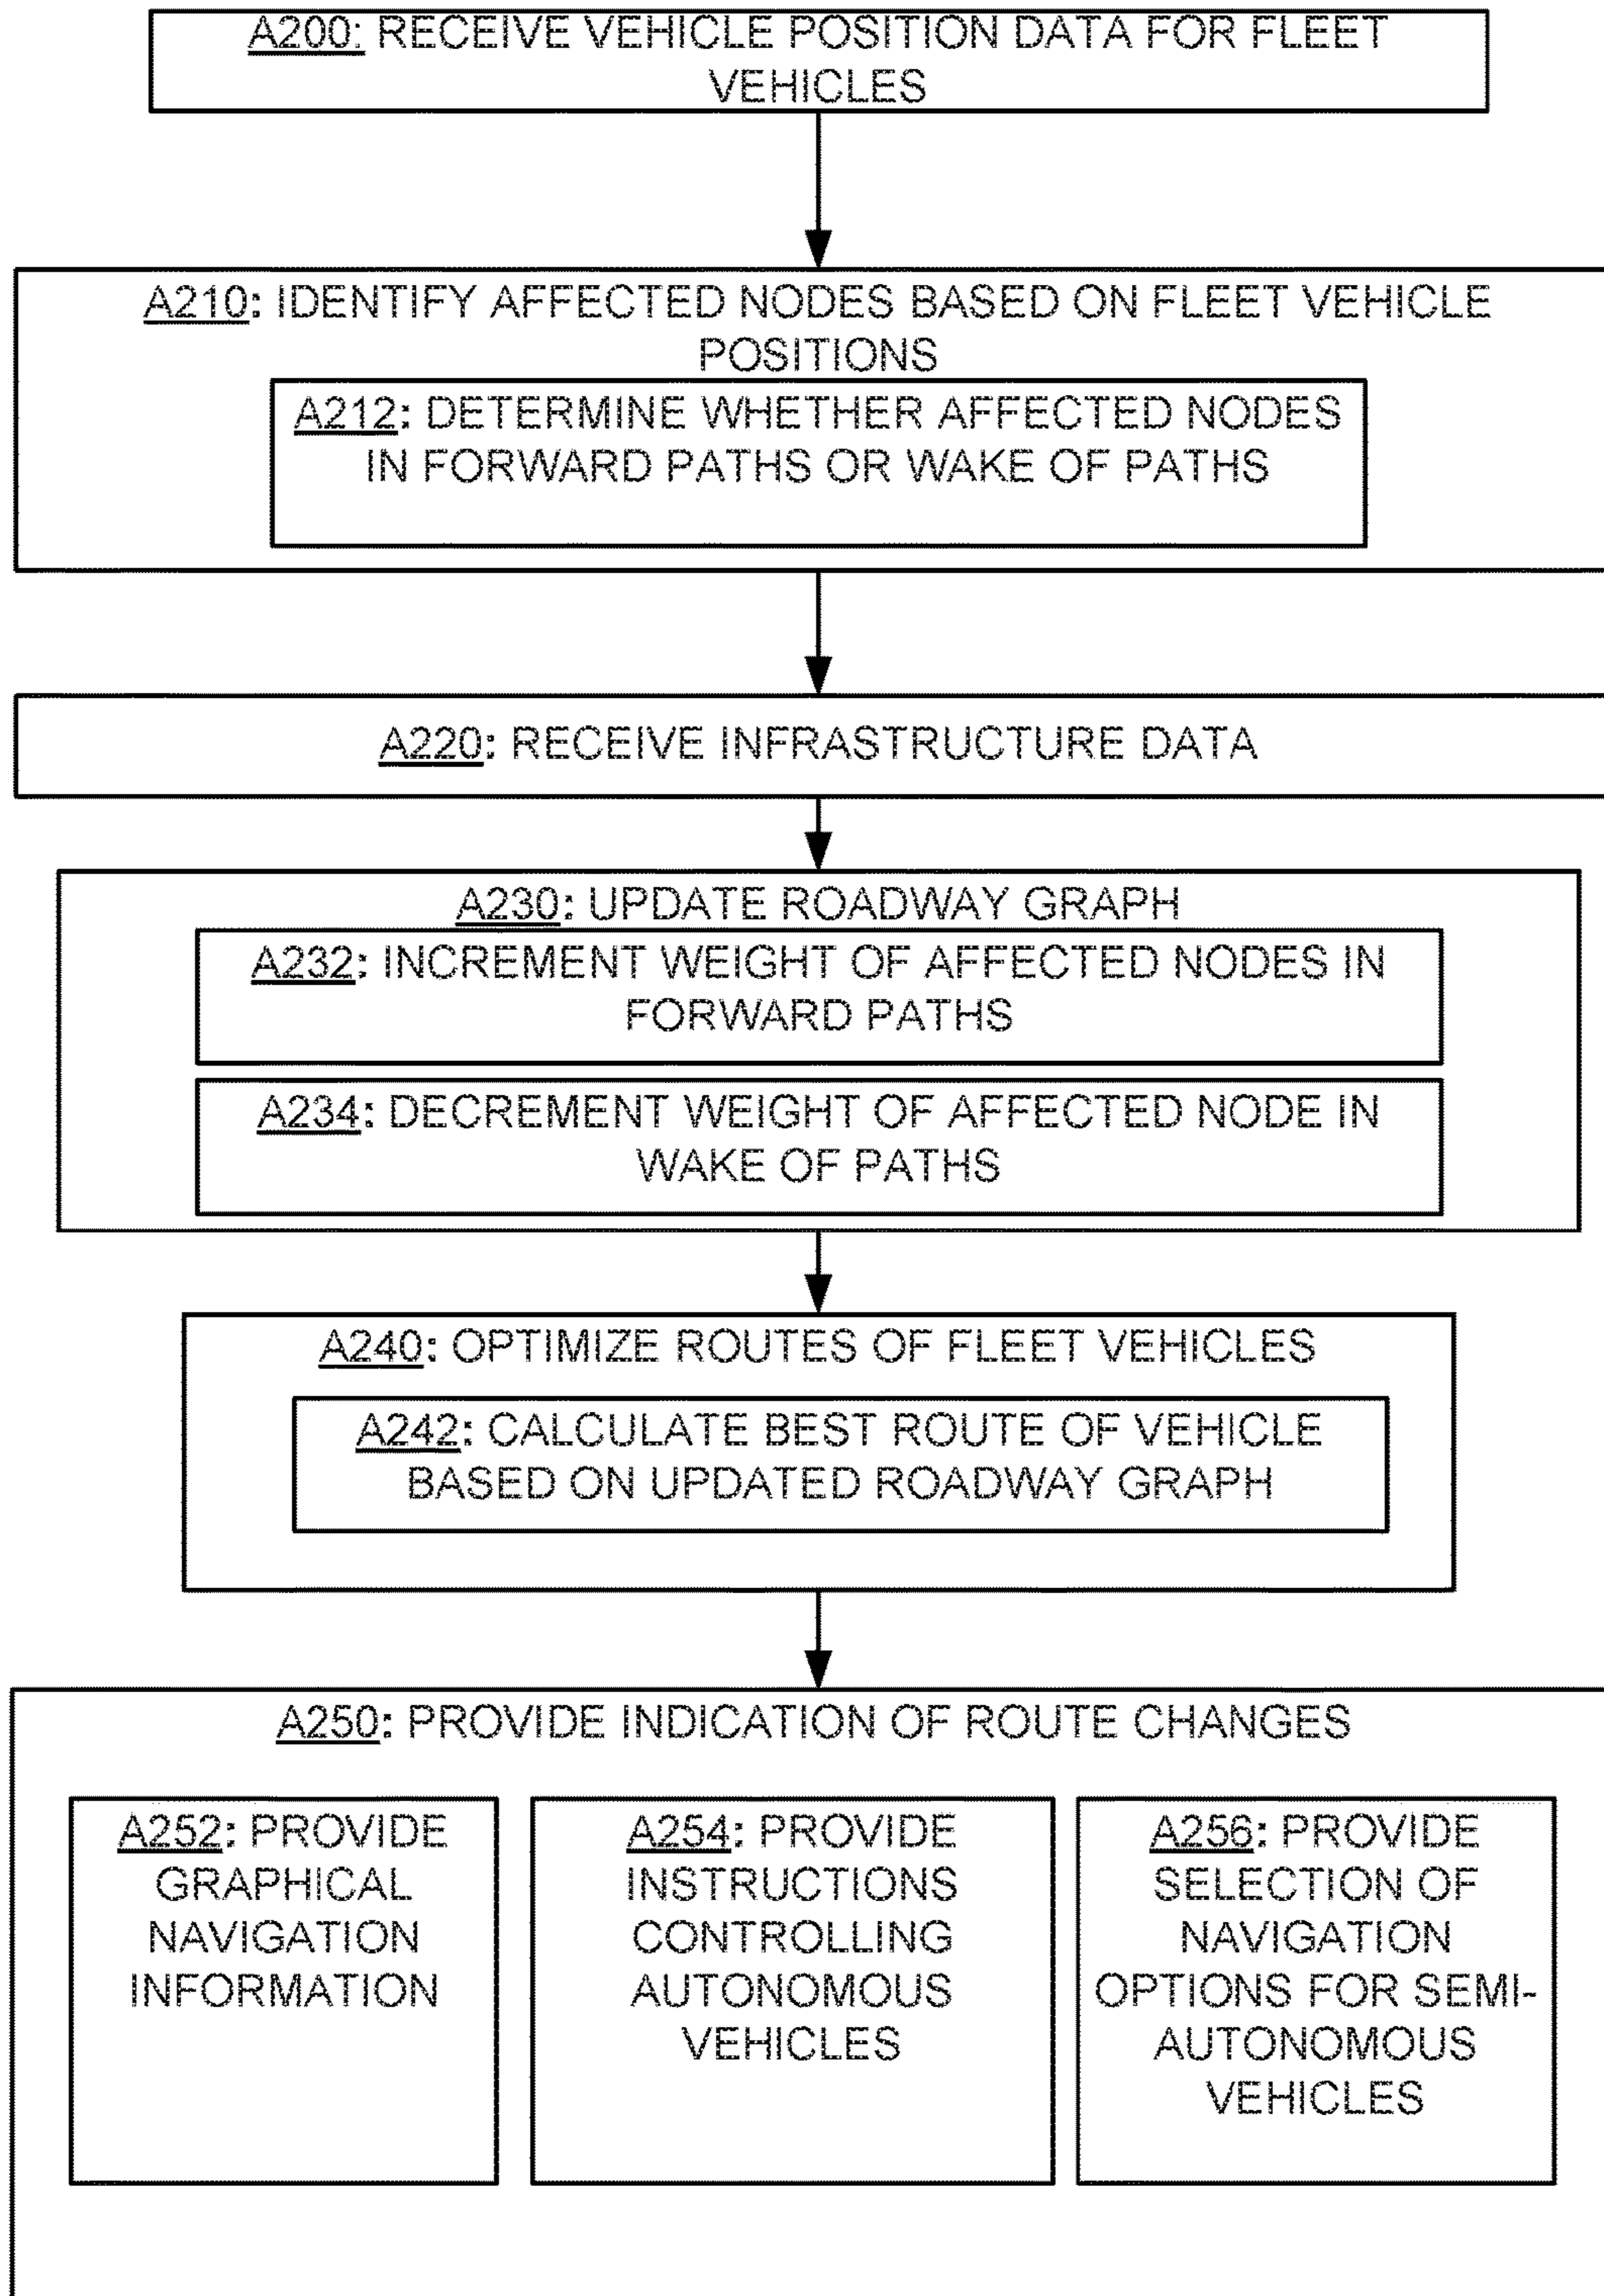 A200: RECEIVE VEHICLE POSITION DATA FOR FLEET
VEHICLES
A210: IDENTIFY AFFECTED NODES BASED ON FLEET VEHICLE
POSITIONS
A212: DETERMINE WHETHER AFFECTED NODES
IN FORWARD PATHS OR WAKE OF PATHS
A220: RECEIVE INFRASTRUCTURE DATA
A230: UPDATE ROADWAY GRAPH
A232: INCREMENT WEIGHT OF AFFECTED NODES IN
FORWARD PATHS
A234: DECREMENT WEIGHT OF AFFECTED NODE IN
WAKE OF PATHS
A240: OPTIMIZE ROUTES OF FLEET VEHICLES
A242: CALCULATE BEST ROUTE OF VEHICLE
BASED ON UPDATED ROADWAY GRAPH
A250: PROVIDE INDICATION OF ROUTE CHANGES
A252: PROVIDE
GRAPHICAL
NAVIGATION
INFORMATION
A254: PROVIDE
INSTRUCTIONS
CONTROLLING
AUTONOMOUS
VEHICLES
A256: PROVIDE
SELECTION OF
NAVIGATION
OPTIONS FOR SEMI-
AUTONOMOUS
VEHICLES